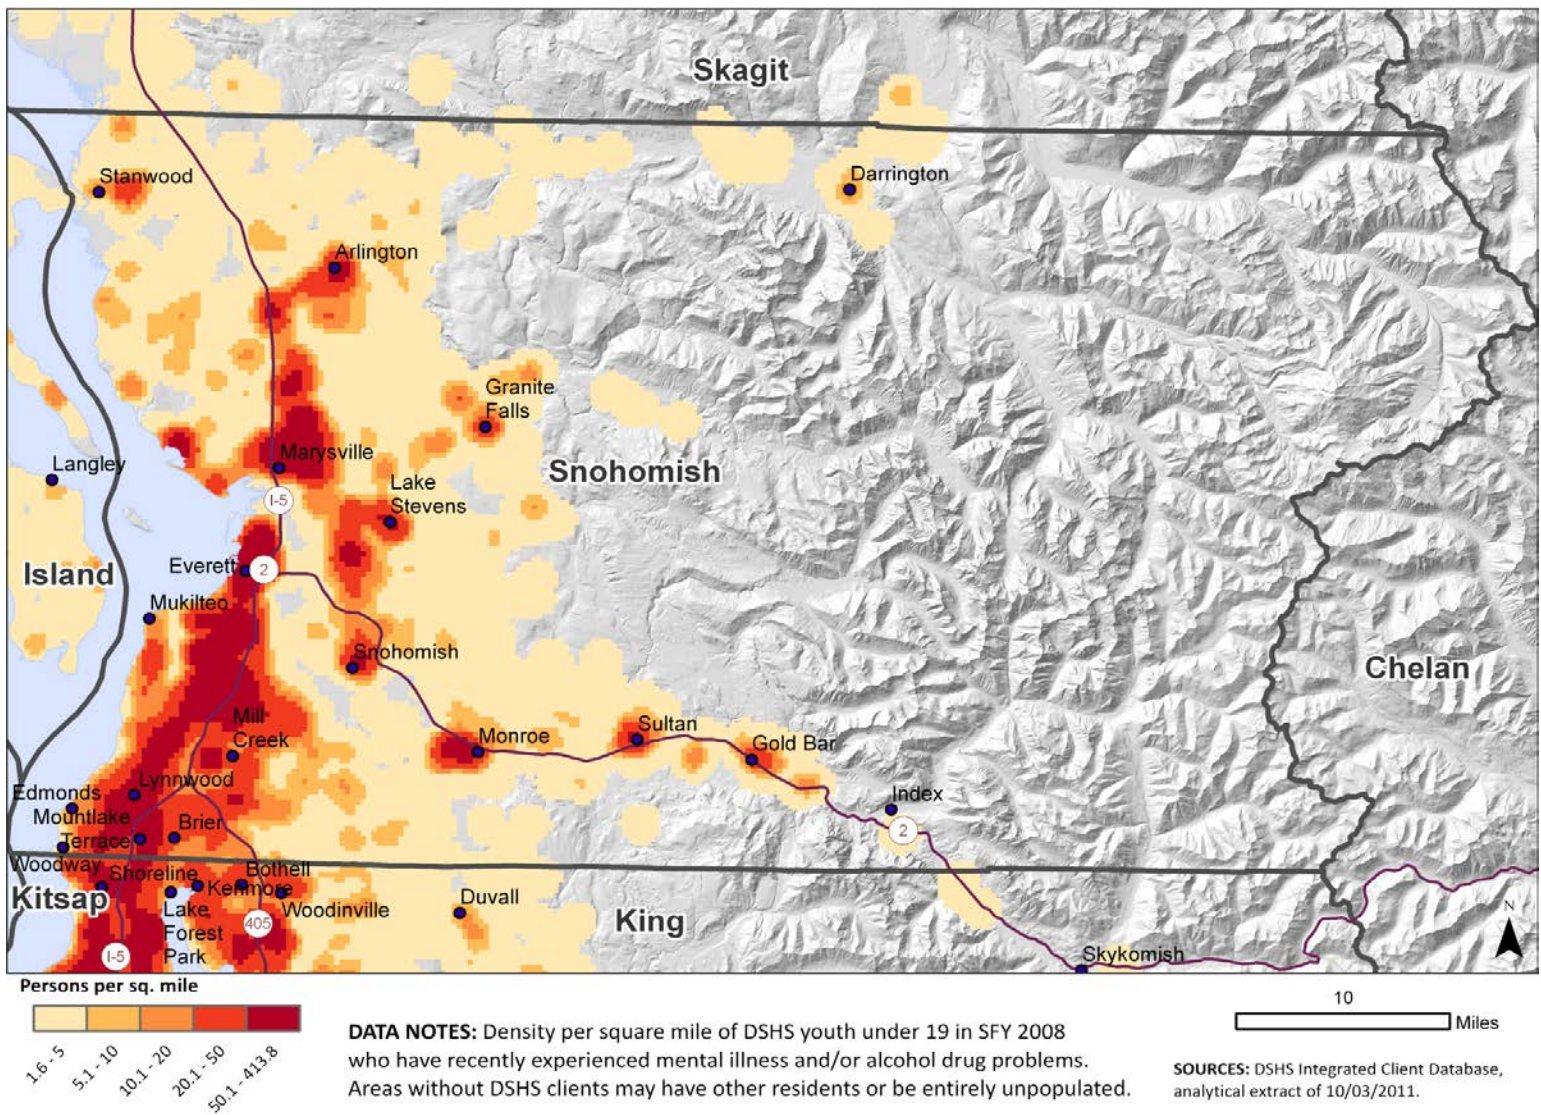 Skagit
Stanwood
Darrington
Arlington
Granite
Falls
Marysville
Langley
Snohomish
Lake
Stevens
I-5
Everett
2
Island
Mukilteo
Snohomish
Chelan
Mill
Creek
Monroe
Sultan
Gold Bar
Lynnwood
Edmonds
Index
Mountlake
Terrace
Brier
2
Woodway
Shoreline
Bothell
Kitsap
Kenmore
Woodinville
Duvall
King
Lake
Forest
Park
405
I-5
Skykomish
N
Persons per sq. mile
1.6 - 5
5.1 - 10
10.1 - 20
20.1 - 50
50.1 - 413.8
DATA NOTES: Density per square mile of DSHS youth under 19 in SFY 2008
who have recently experienced mental illness and/or alcohol drug problems.
Areas without DSHS clients may have other residents or be entirely unpopulated.
10
Miles
SOURCES: DSHS Integrated Client Database,
analytical extract of 10/03/2011.